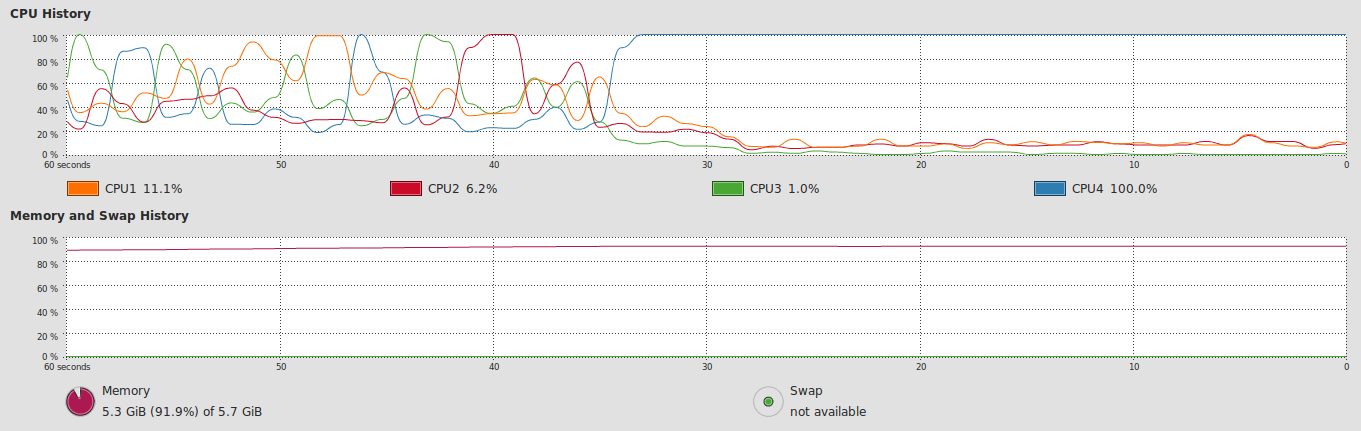 CPU History
100 %
80 %
60 %
40 %
20 %
0 %
60 seconds 50 40 30 20 10 0
CPU1 11.1% CPU2 6.2% CPU3 1.0% CPU4 100.0%
Memory and Swap History
100 %
80 %
60 %
40 %
20 %
0 %
60 seconds 50 40 30 20 10 0
Memory
5.3 GiB (91.9%) of 5.7 GiB
Swap
not available